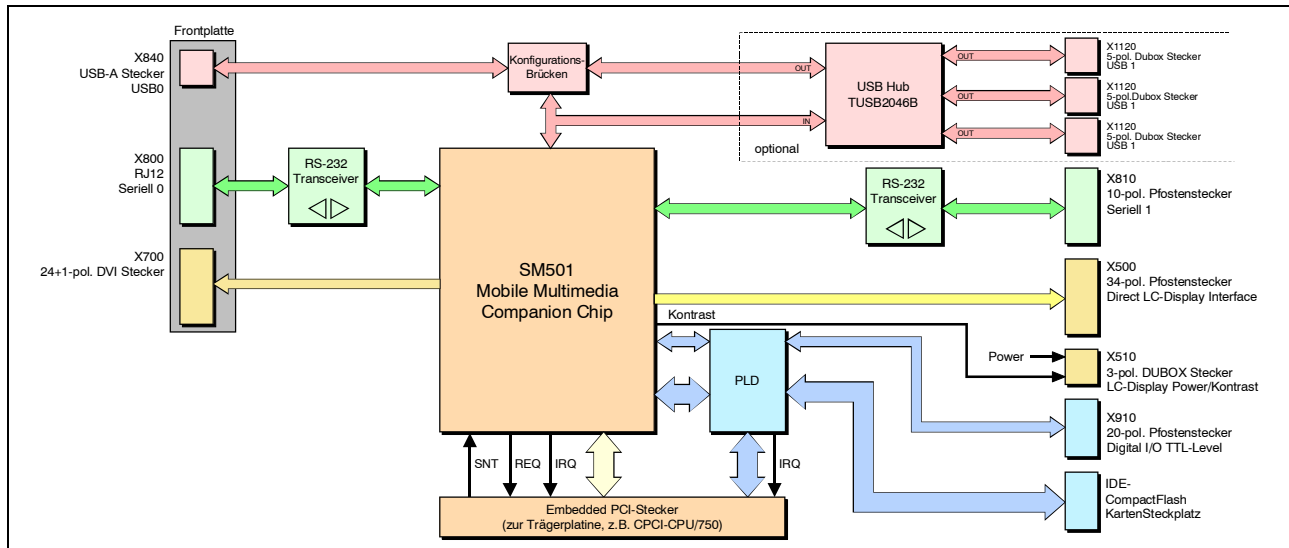 Frontplatte
X840
USB-A Stecker
USB0
Konfigurations-
Brücken
OUT
IN
USB Hub
TUSB2046B
OUT
OUT
OUT
optional
X1120
5-pol. Dubox Stecker
USB 1
X1120
5-pol.Dubox Stecker
USB 1
X1120
5-pol. Dubox Stecker
USB 1
X800
RJ12
Seriell 0
RS-232
Transceiver
RS-232
Transceiver
X810
10-pol. Pfostenstecker
Seriell 1
X700
24+1-pol. DVI Stecker
SM501
Mobile Multimedia
Companion Chip
X500
34-pol. Pfostenstecker
Direct LC-Display Interface
Kontrast
Power
X510
3-pol. DUBOX Stecker
LC-Display Power/Kontrast
PLD
X910
20-pol. Pfostenstecker
Digital I/O TTL-Level
SNT
REQ
IRQ
IRQ
IDE-
CompactFlash
KartenSteckplatz
Embedded PCI-Stecker
(zur Trägerplatine, z.B. CPCI-CPU/750)